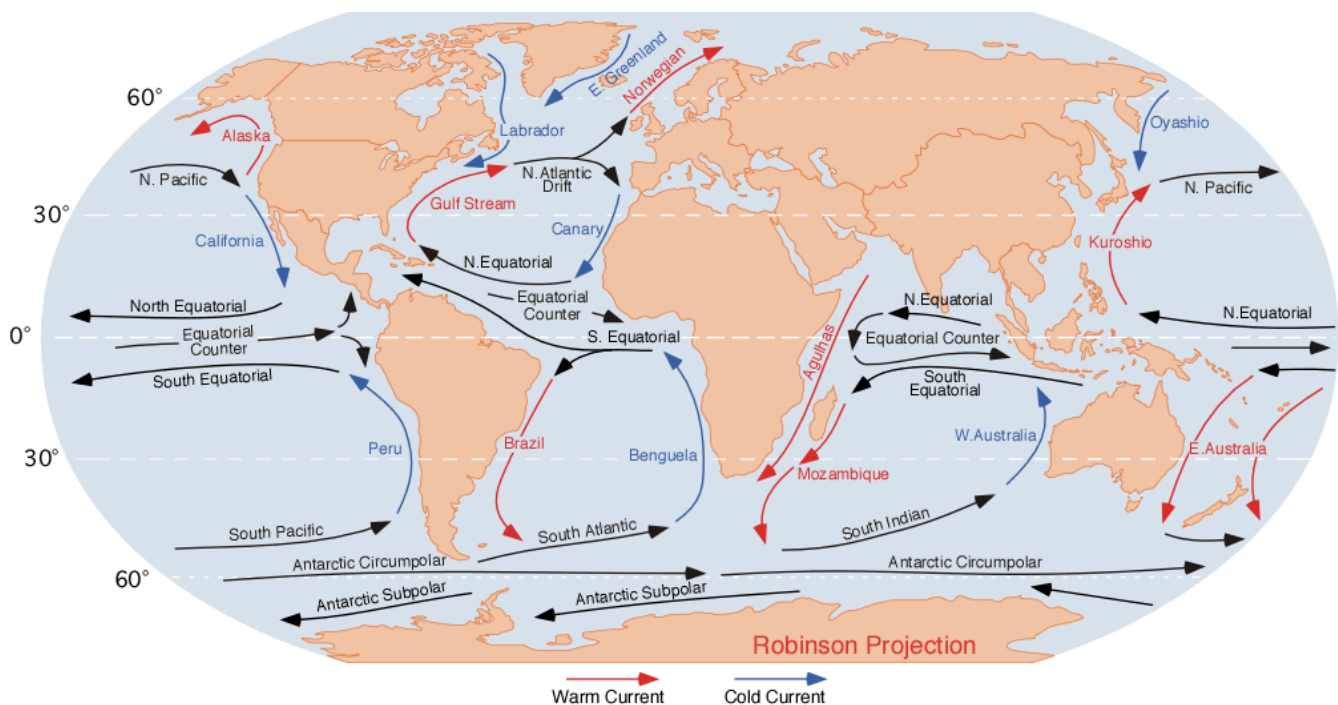 E. Greenland
Norwegian
60°
Alaska
Labrador
Oyashio
N. Pacific
N. Atlantic
Drift
N. Pacific
30°
Gulf Stream
California
Canary
Kuroshio
N.Equatorial
North Equatorial
Equatorial
Counter
N.Equatorial
N.Equatorial
0°
Equatorial
Counter
S. Equatorial
Agulhas
Equatorial Counter
South Equatorial
South
Equatorial
Peru
Brazil
Benguela
W.Australia
E.Australia
30°
Mozambique
South Pacific
South Atlantic
South Indian
Antarctic Circumpolar
Antarctic Circumpolar
60°
Antarctic Subpolar
Antarctic Subpolar
Robinson Projection
Warm Current
Cold Current